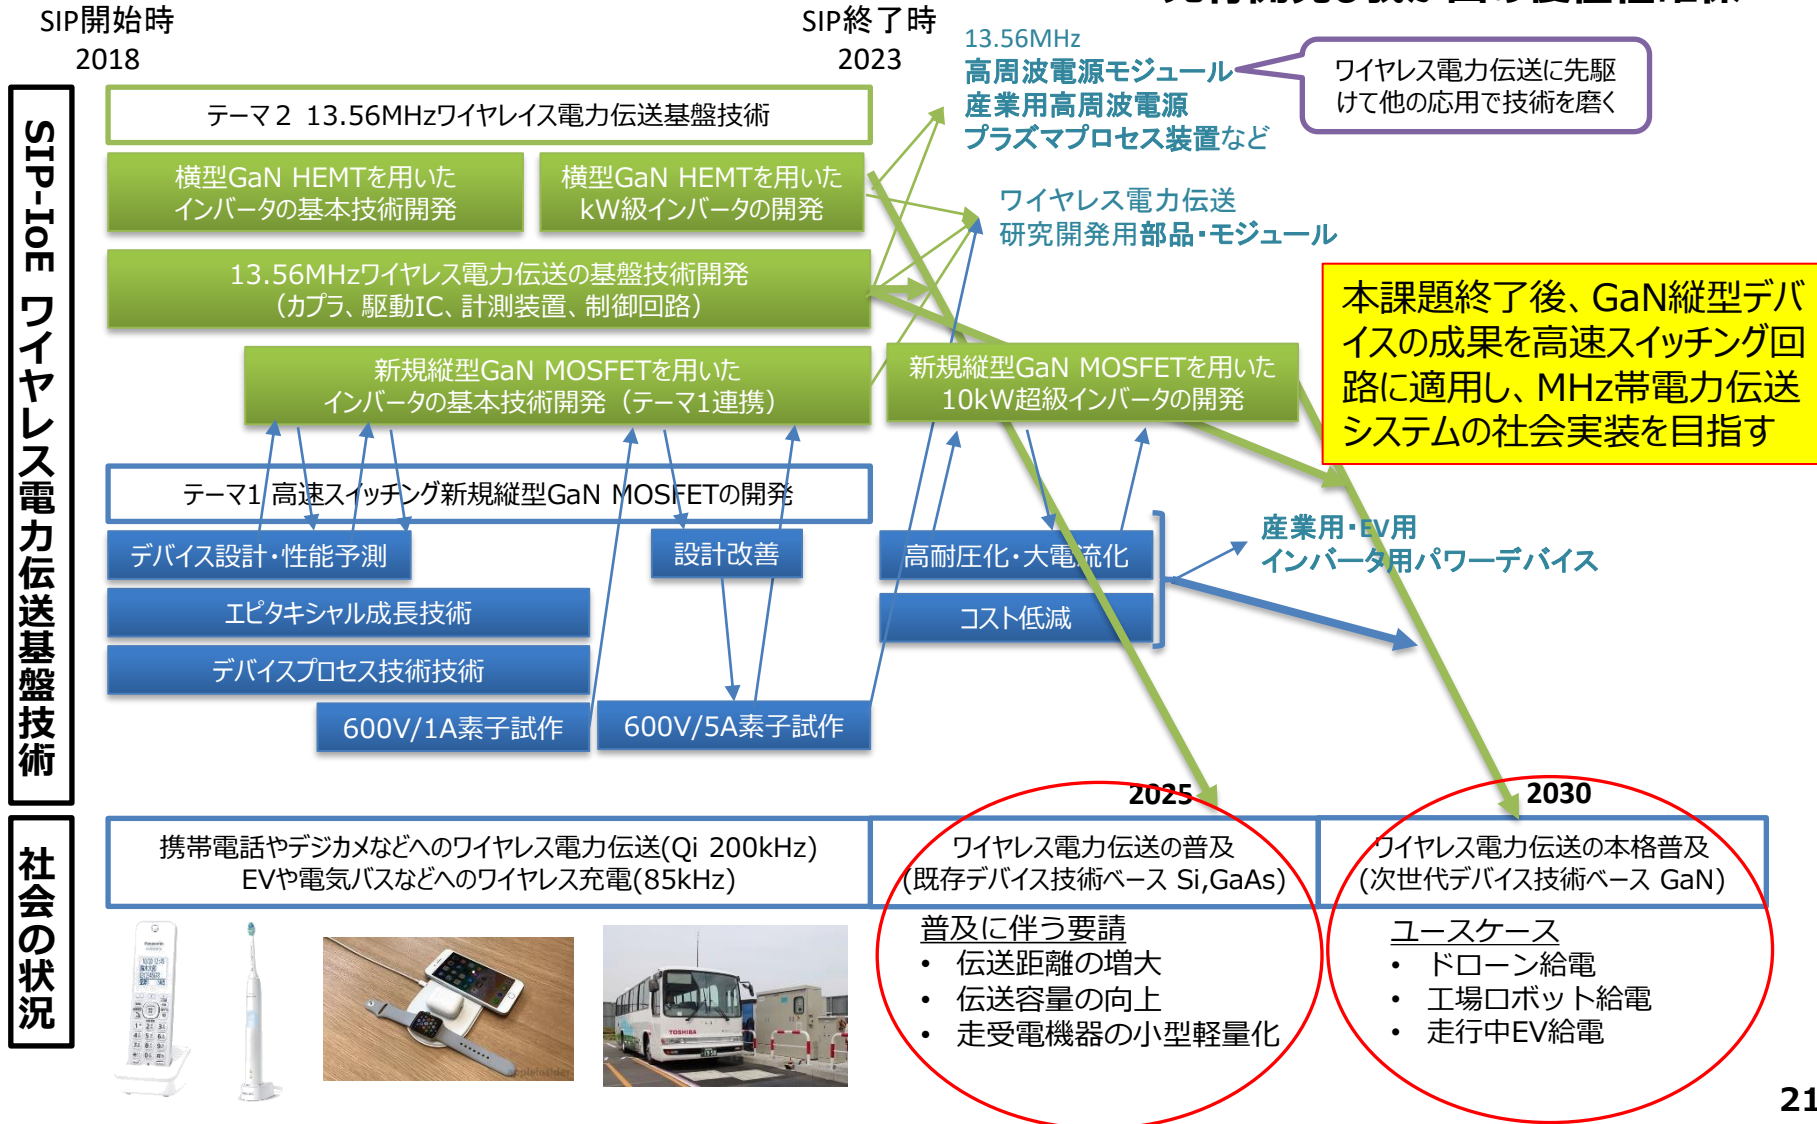 SIP開始時
2018
SIP終了時
2023
13.56MHz
高周波電源モジュール
産業用高周波電源
プラズマプロセス装置など
ワイヤレス電力伝送に先駆
けて他の応用で技術を磨く
SIP-IoE ワイヤレス電力伝送基盤技術
テーマ2 13.56MHzワイヤレイス電力伝送基盤技術
横型GaN HEMTを用いた
インバータの基本技術開発
横型GaN HEMTを用いた
kW級インバータの開発
ワイヤレス電力伝送
研究開発用部品・モジュール
13.56MHzワイヤレス電力伝送の基盤技術開発
（カプラ、駆動IC、計測装置、制御回路）
本課題終了後、GaN縦型デバ
イスの成果を高速スイッチング回
路に適用し、MHz帯電力伝送
システムの社会実装を目指す
新規縦型GaN MOSFETを用いた
インバータの基本技術開発（テーマ1連携）
新規縦型GaN MOSFETを用いた
10kW超級インバータの開発
テーマ1 高速スイッチング新規縦型GaN MOSFETの開発
デバイス設計・性能予測
設計改善
高耐圧化・大電流化
産業用・EV用
インバータ用パワーデバイス
エピタキシャル成長技術
コスト低減
デバイスプロセス技術技術
600V/1A素子試作
600V/5A素子試作
2025
2030
社会の状況
携帯電話やデジカメなどへのワイヤレス電力伝送(Qi 200kHz)
EVや電気バスなどへのワイヤレス充電(85kHz)
ワイヤレス電力伝送の普及
(既存デバイス技術ベース Si,GaAs)
ワイヤレス電力伝送の本格普及
(次世代デバイス技術ベース GaN)
普及に伴う要請
• 伝送距離の増大
• 伝送容量の向上
• 走受電機器の小型軽量化
ユースケース
• ドローン給電
• 工場ロボット給電
• 走行中EV給電
TOSHIBA
appleinsider
21